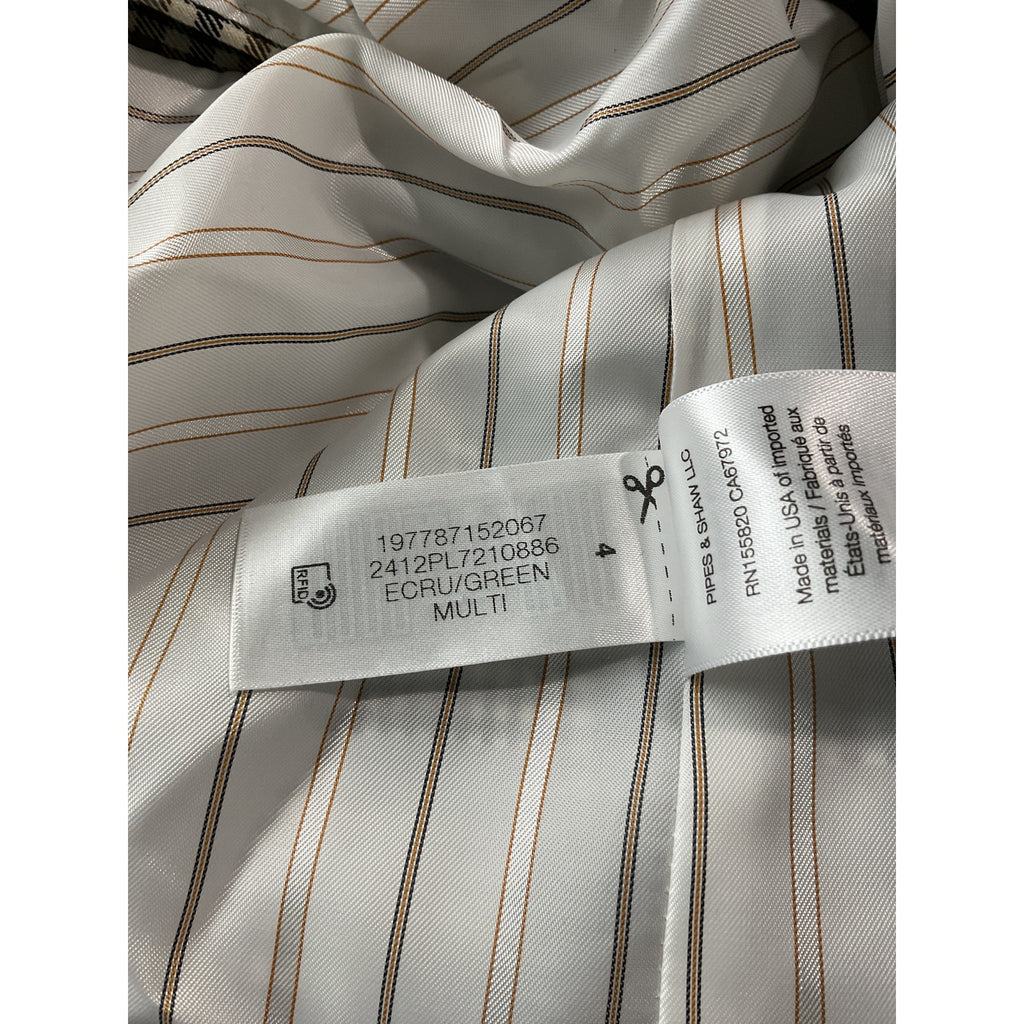 197787152067
2412PL7210886
ECRU/GREEN
MULTI
4
RFID
PIPES & SHAW LLC
RN155820 CA67972
Made in USA of Imported
materials / Fabriqué aux
États-Unis à partir de
matériaux importés